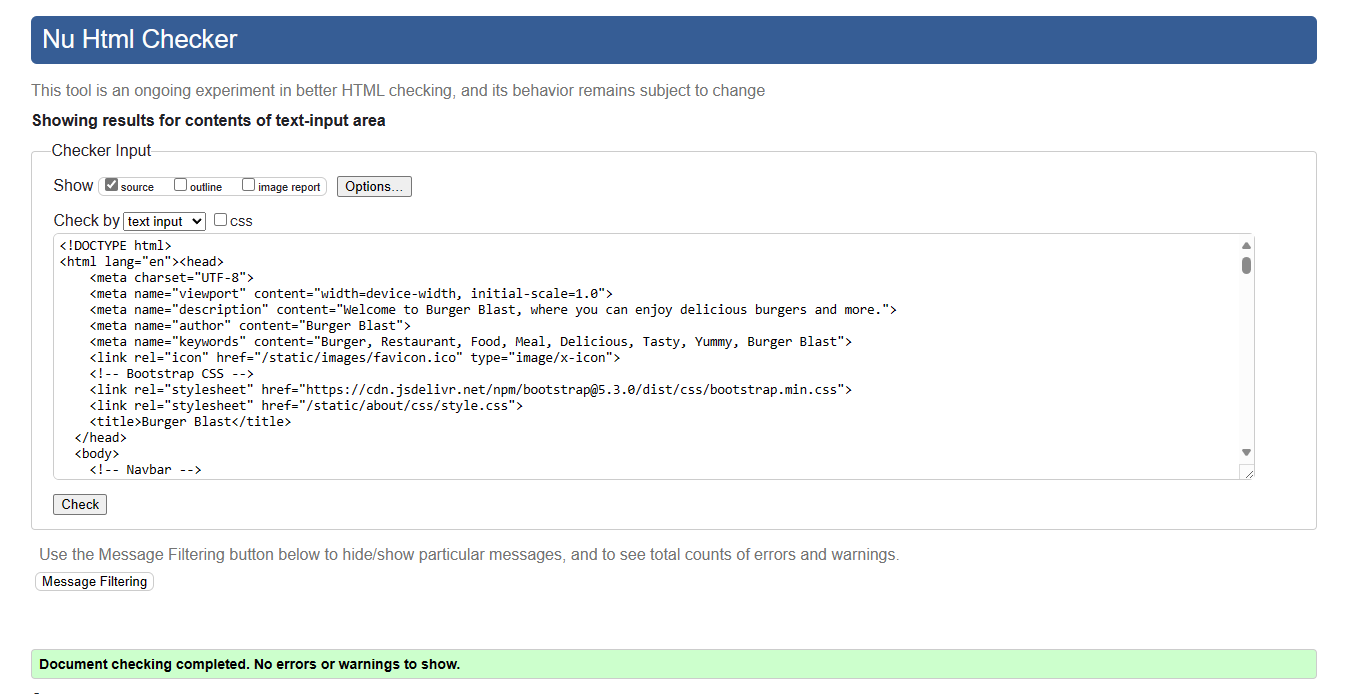 Nu Html Checker
This tool is an ongoing experiment in better HTML checking, and its behavior remains subject to change
Showing results for contents of text-input area
Checker Input
Show source outline image report Options...
Check by text input css
<!DOCTYPE html>
<html lang="en"><head>
    <meta charset="UTF-8">
    <meta name="viewport" content="width=device-width, initial-scale=1.0">
    <meta name="description" content="Welcome to Burger Blast, where you can enjoy delicious burgers and more.">
    <meta name="author" content="Burger Blast">
    <meta name="keywords" content="Burger, Restaurant, Food, Meal, Delicious, Tasty, Yummy, Burger Blast">
    <link rel="icon" href="/static/images/favicon.ico" type="image/x-icon">
    <!-- Bootstrap CSS -->
    <link rel="stylesheet" href="https://cdn.jsdelivr.net/npm/bootstrap@5.3.0/dist/css/bootstrap.min.css">
    <link rel="stylesheet" href="/static/about/css/style.css">
    <title>Burger Blast</title>
  </head>
  <body>
    <!-- Navbar -->
Check
Use the Message Filtering button below to hide/show particular messages, and to see total counts of errors and warnings.
Message Filtering
Document checking completed. No errors or warnings to show.